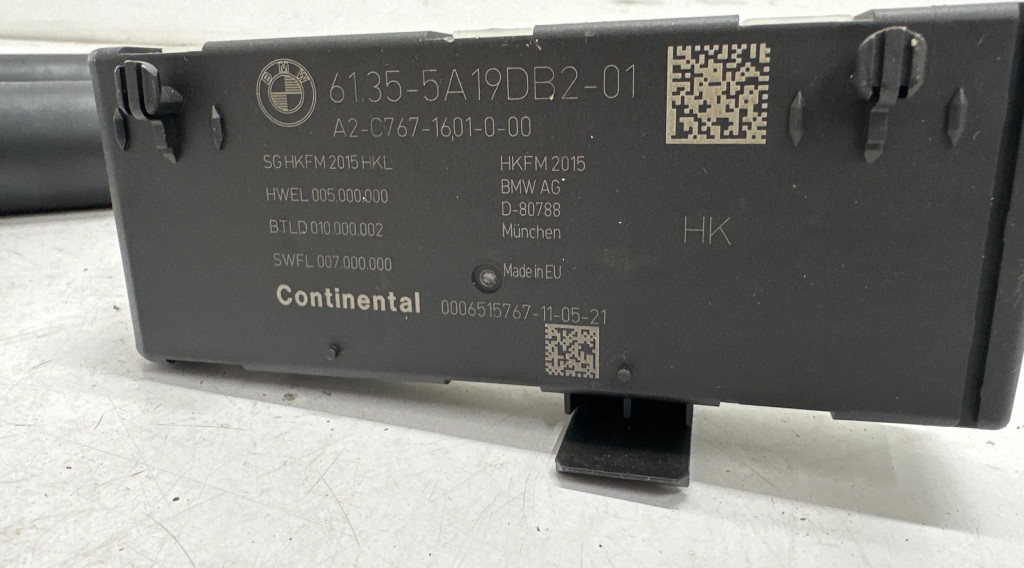 BMW
61.35-5A19DB2-01
A2-C767-1601-0-00
SG HKFM 2015 HKL
HWEL 005.000.000
BTLD 010.000.002
SWFL 007.000.000
HKFM 2015
BMW AG
D-80788
München
Made in EU
HK
Continental
0006515767-11-05-21